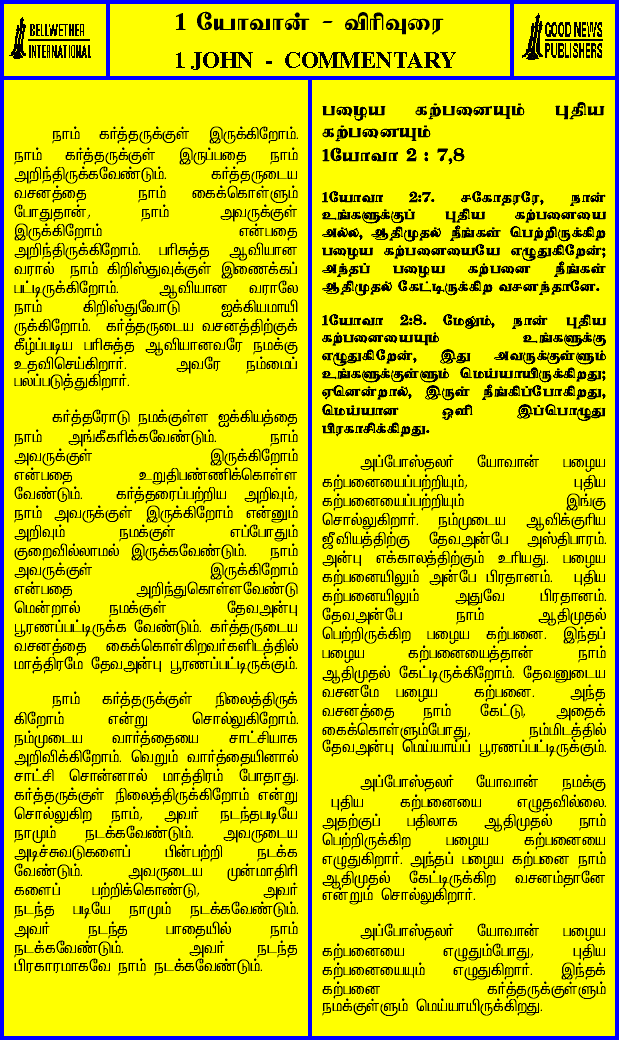 BELLWETHER
INTERNATIONAL
1 யோவான் - விரிவுரை
1 JOHN - COMMENTARY
GOOD NEWS
PUBLISHERS
நாம் கர்த்தருக்குள் இருக்கிறோம்.
நாம் கர்த்தருக்குள் இருப்பதை நாம்
அறிந்திருக்கவேண்டும். கர்த்தருடைய
வசனத்தை நாம் கைக்கொள்ளும்
போதுதான், நாம் அவருக்குள்
இருக்கிறோம் என்பதை
அறிந்திருக்கிறோம். பரிசுத்த ஆவியான
வரால் நாம் கிறிஸ்துவுக்குள் இணைக்கப்
பட்டிருக்கிறோம். ஆவியான வராலே
நாம் கிறிஸ்துவோடு ஐக்கியமாயி
ருக்கிறோம். கர்த்தருடைய வசனத்திற்குக்
கீழ்ப்படிய பரிசுத்த ஆவியானவரே நமக்கு
உதவிசெய்கிறார். அவரே நம்மைப்
பலப்படுத்துகிறார்.
கர்த்தரோடு நமக்குள்ள ஐக்கியத்தை
நாம் அங்கீகரிக்கவேண்டும். நாம்
அவருக்குள் இருக்கிறோம்
என்பதை உறுதிபண்ணிக்கொள்ள
வேண்டும். கர்த்தரைப்பற்றிய அறிவும்,
நாம் அவருக்குள் இருக்கிறோம் என்னும்
அறிவும் நமக்குள் எப்போதும்
குறைவில்லாமல் இருக்கவேண்டும். நாம்
அவருக்குள் இருக்கிறோம்
என்பதை அறிந்துகொள்ளவேண்டு
மென்றால் நமக்குள் தேவஅன்பு
பூரணப்பட்டிருக்க வேண்டும். கர்த்தருடைய
வசனத்தை கைக்கொள்கிறவர்களிடத்தில்
மாத்திரமே தேவஅன்பு பூரணப்பட்டிருக்கும்.
நாம் கர்த்தருக்குள் நிலைத்திருக்
கிறோம் என்று சொல்லுகிறோம்.
நம்முடைய வார்த்தையை சாட்சியாக
அறிவிக்கிறோம். வெறும் வார்த்தையினால்
சாட்சி சொன்னால் மாத்திரம் போதாது.
கர்த்தருக்குள் நிலைத்திருக்கிறோம் என்று
சொல்லுகிற நாம், அவர் நடந்தபடியே
நாமும் நடக்கவேண்டும். அவருடைய
அடிச்சுவடுகளைப் பின்பற்றி நடக்க
வேண்டும். அவருடைய முன்மாதிரி
களைப் பற்றிக்கொண்டு, அவர்
நடந்த படியே நாமும் நடக்கவேண்டும்.
அவர் நடந்த பாதையில் நாம்
நடக்கவேண்டும். அவர் நடந்த
பிரகாரமாகவே நாம் நடக்கவேண்டும்.
பழைய கற்பனையும் புதிய
கற்பனையும்
1யோவா 2 : 7,8
1யோவா 2:7. சகோதரரே, நான்
உங்களுக்குப் புதிய கற்பனையை
அல்ல, ஆதிமுதல் நீங்கள் பெற்றிருக்கிற
பழைய கற்பனையையே எழுதுகிறேன்;
அந்தப் பழைய கற்பனை நீங்கள்
ஆதிமுதல் கேட்டிருக்கிற வசனந்தானே.
1யோவா 2:8. மேலும், நான் புதிய
கற்பனையையும் உங்களுக்கு
எழுதுகிறேன், இது அவருக்குள்ளும்
உங்களுக்குள்ளும் மெய்யாயிருக்கிறது;
ஏனென்றால், இருள் நீங்கிப்போகிறது,
மெய்யான ஒளி இப்பொழுது
பிரகாசிக்கிறது.
அப்போஸ்தலர் யோவான் பழைய
கற்பனையைப்பற்றியும், புதிய
கற்பனையைப்பற்றியும் இங்கு
சொல்லுகிறார். நம்முடைய ஆவிக்குரிய
ஜீவியத்திற்கு தேவஅன்பே அஸ்திபாரம்.
அன்பு எக்காலத்திற்கும் உரியது. பழைய
கற்பனையிலும் அன்பே பிரதானம். புதிய
கற்பனையிலும் அதுவே பிரதானம்.
தேவஅன்பே நாம் ஆதிமுதல்
பெற்றிருக்கிற பழைய கற்பனை. இந்தப்
பழைய கற்பனையைத்தான் நாம்
ஆதிமுதல் கேட்டிருக்கிறோம். தேவனுடைய
வசனமே பழைய கற்பனை. அந்த
வசனத்தை நாம் கேட்டு, அதைக்
கைக்கொள்ளும்போது, நம்மிடத்தில்
தேவஅன்பு மெய்யாய்ப் பூரணப்பட்டிருக்கும்.
அப்போஸ்தலர் யோவான் நமக்கு
புதிய கற்பனையை எழுதவில்லை.
அதற்குப் பதிலாக ஆதிமுதல் நாம்
பெற்றிருக்கிற பழைய கற்பனையை
எழுதுகிறார். அந்தப் பழைய கற்பனை நாம்
ஆதிமுதல் கேட்டிருக்கிற வசனம்தானே
என்றும் சொல்லுகிறார்.
அப்போஸ்தலர் யோவான் பழைய
கற்பனையை எழுதும்போது, புதிய
கற்பனையையும் எழுதுகிறார். இந்தக்
கற்பனை கர்த்தருக்குள்ளும்
நமக்குள்ளும் மெய்யாயிருக்கிறது.